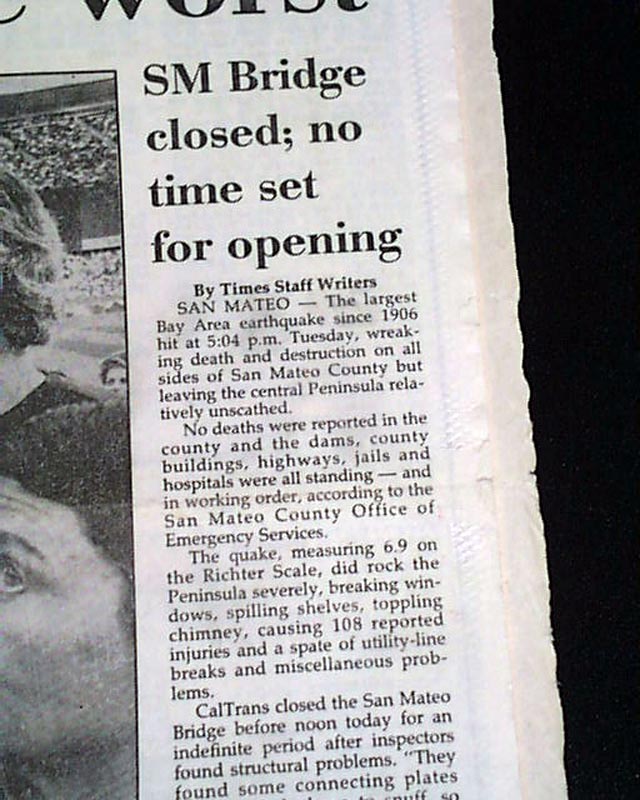 worst
SM Bridge
closed; no
time set
for opening
By Times Staff Writers
SAN MATEO — The largest
Bay Area earthquake since 1906
hit at 5:04 p.m. Tuesday, wreak-
ing death and destruction on all
sides of San Mateo County but
leaving the central Peninsula rela-
tively unscathed.
No deaths were reported in the
county and the dams, county
buildings, highways, jails and
hospitals were all standing — and
in working order, according to the
San Mateo County Office of
Emergency Services.
The quake, measuring 6.9 on
the Richter Scale, did rock the
Peninsula severely, breaking win-
dows, spilling shelves, toppling
chimney, causing 108 reported
injuries and a spate of utility-line
breaks and miscellaneous prob-
lems.
CalTrans closed the San Mateo
Bridge before noon today for an
indefinite period after inspectors
found structural problems. "They
found some connecting plates
to snuff, so